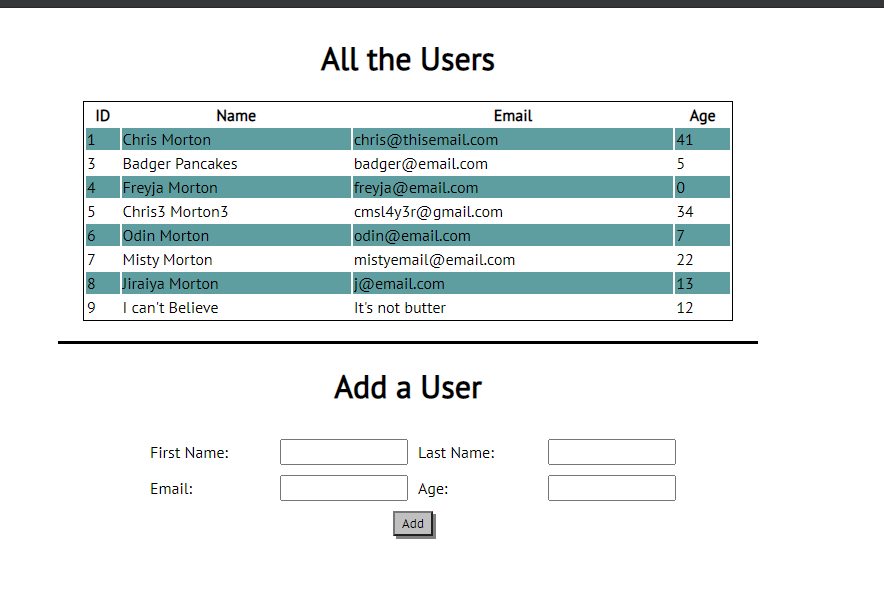 All the Users
ID Name Email Age
1 Chris Morton chris@thisemail.com 41
3 Badger Pancakes badger@email.com 5
4 Freyja Morton freyja@email.com 0
5 Chris3 Morton3 cmsl4y3r@gmail.com 34
6 Odin Morton odin@email.com 7
7 Misty Morton mistyemail@email.com 22
8 Jiraiya Morton j@email.com 13
9 I can't Believe It's not butter 12
Add a User
First Name: Last Name:
Email: Age:
Add